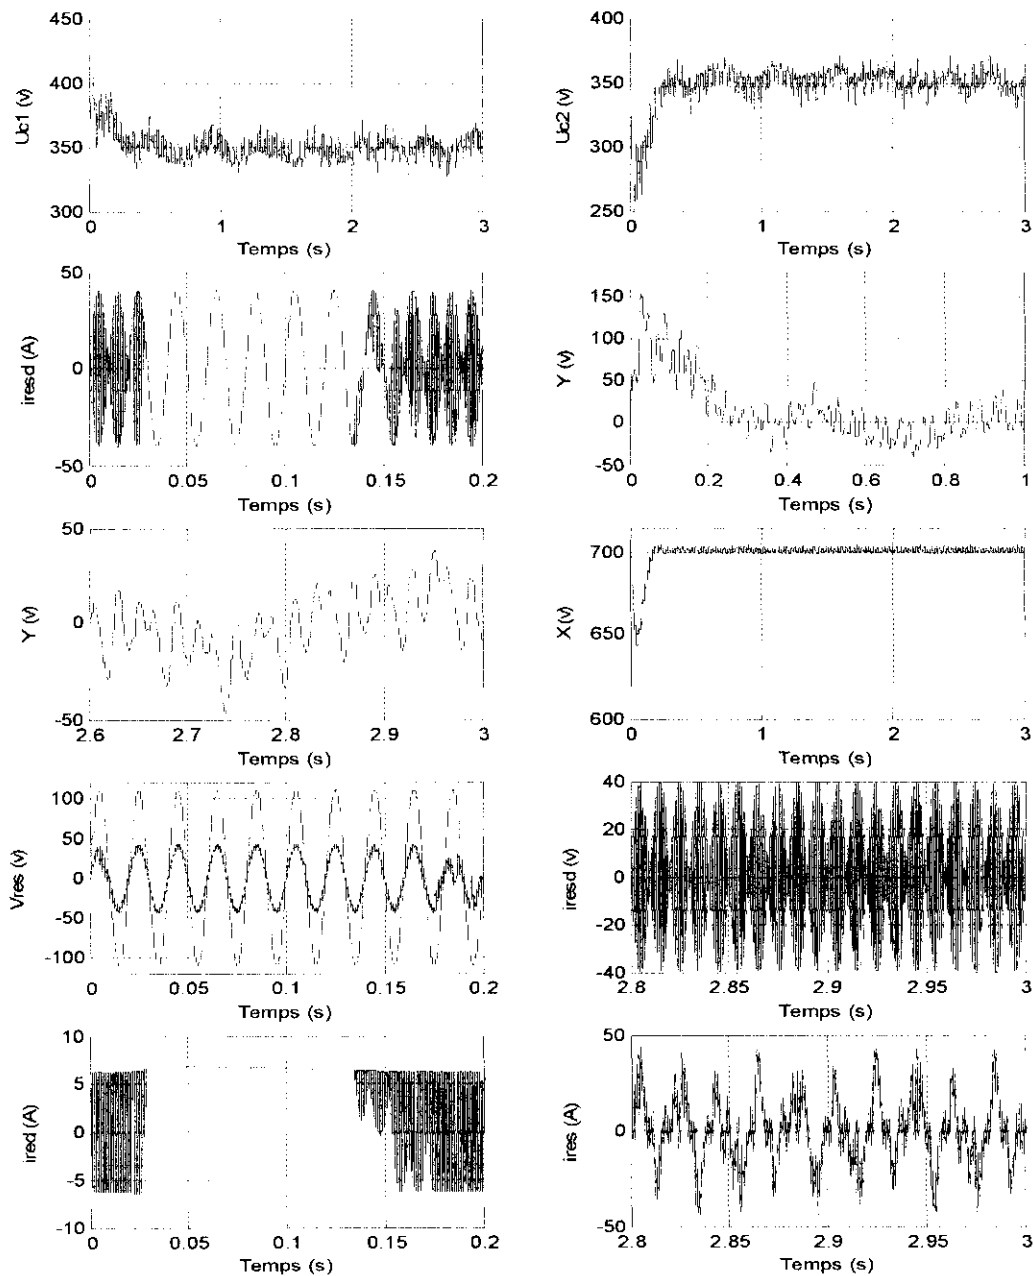 450
400
350
300
Uc1 (v)
0 1 2 3
Temps (s)
400
350
300
250
Uc2 (v)
0 1 2 3
Temps (s)
50
0
-50
iresd (A)
0 0.05 0.1 0.15 0.2
Temps (s)
150
100
50
0
-50
Y (v)
0 0.2 0.4 0.6 0.8 1
Temps (s)
50
0
-50
Y (v)
2.6 2.7 2.8 2.9 3
Temps (s)
700
650
600
X(v)
0 1 2 3
Temps (s)
100
50
0
-50
-100
Vres (v)
0 0.05 0.1 0.15 0.2
Temps (s)
40
20
0
-20
-40
iresd (v)
2.8 2.85 2.9 2.95 3
Temps (s)
10
5
0
-5
-10
ired (A)
0 0.05 0.1 0.15 0.2
Temps (s)
50
0
-50
ires (A)
2.8 2.85 2.9 2.95 3
Temps (s)